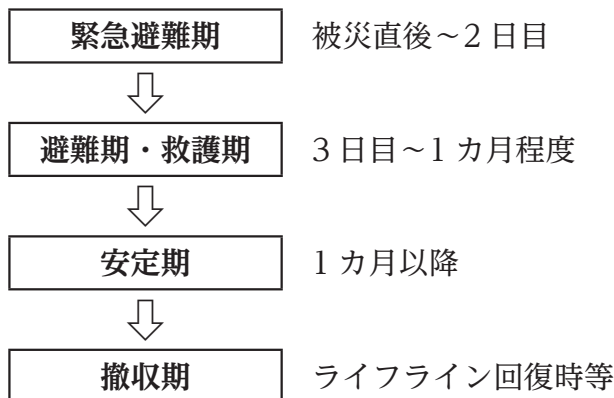 緊急避難期 被災直後～2日目
避難期・救護期 3日目～1カ月程度
安定期 1カ月以降
撤収期 ライフライン回復時等